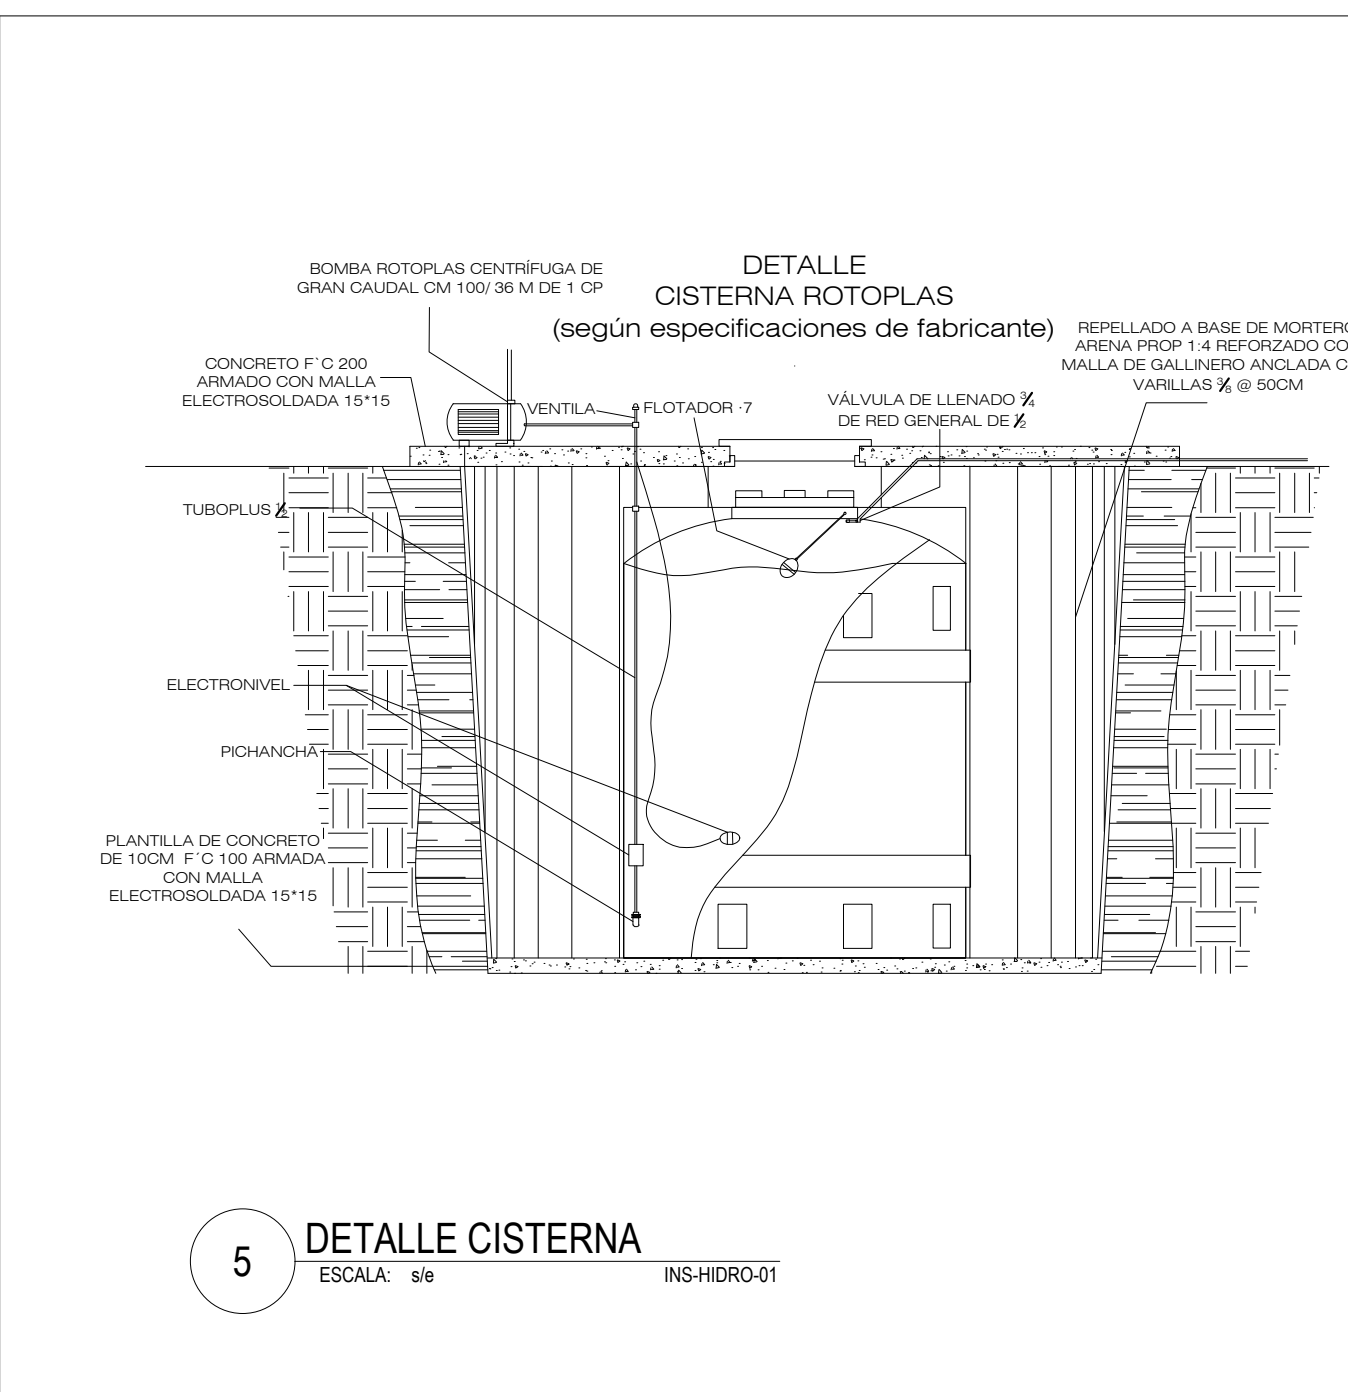 DETALLE
CISTERNA ROTOPLAS
(según especificaciones de fabricante)
BOMBA ROTOPLAS CENTRÍFUGA DE
GRAN CAUDAL CM 100/ 36 M DE 1 CP
CONCRETO F`C 200
ARMADO CON MALLA
ELECTROSOLDADA 15*15
VENTILA
FLOTADOR ·7
VÁLVULA DE LLENADO 3/4
DE RED GENERAL DE 1/2
REPELLADO A BASE DE MORTERO
ARENA PROP 1:4 REFORZADO CO
MALLA DE GALLINERO ANCLADA C
VARILLAS 3/8 @ 50CM
TUBOPLUS 1/2
ELECTRONIVEL
PICHANCHA
PLANTILLA DE CONCRETO
DE 10CM F´C 100 ARMADA
CON MALLA
ELECTROSOLDADA 15*15
5
DETALLE CISTERNA
ESCALA: s/e INS-HIDRO-01